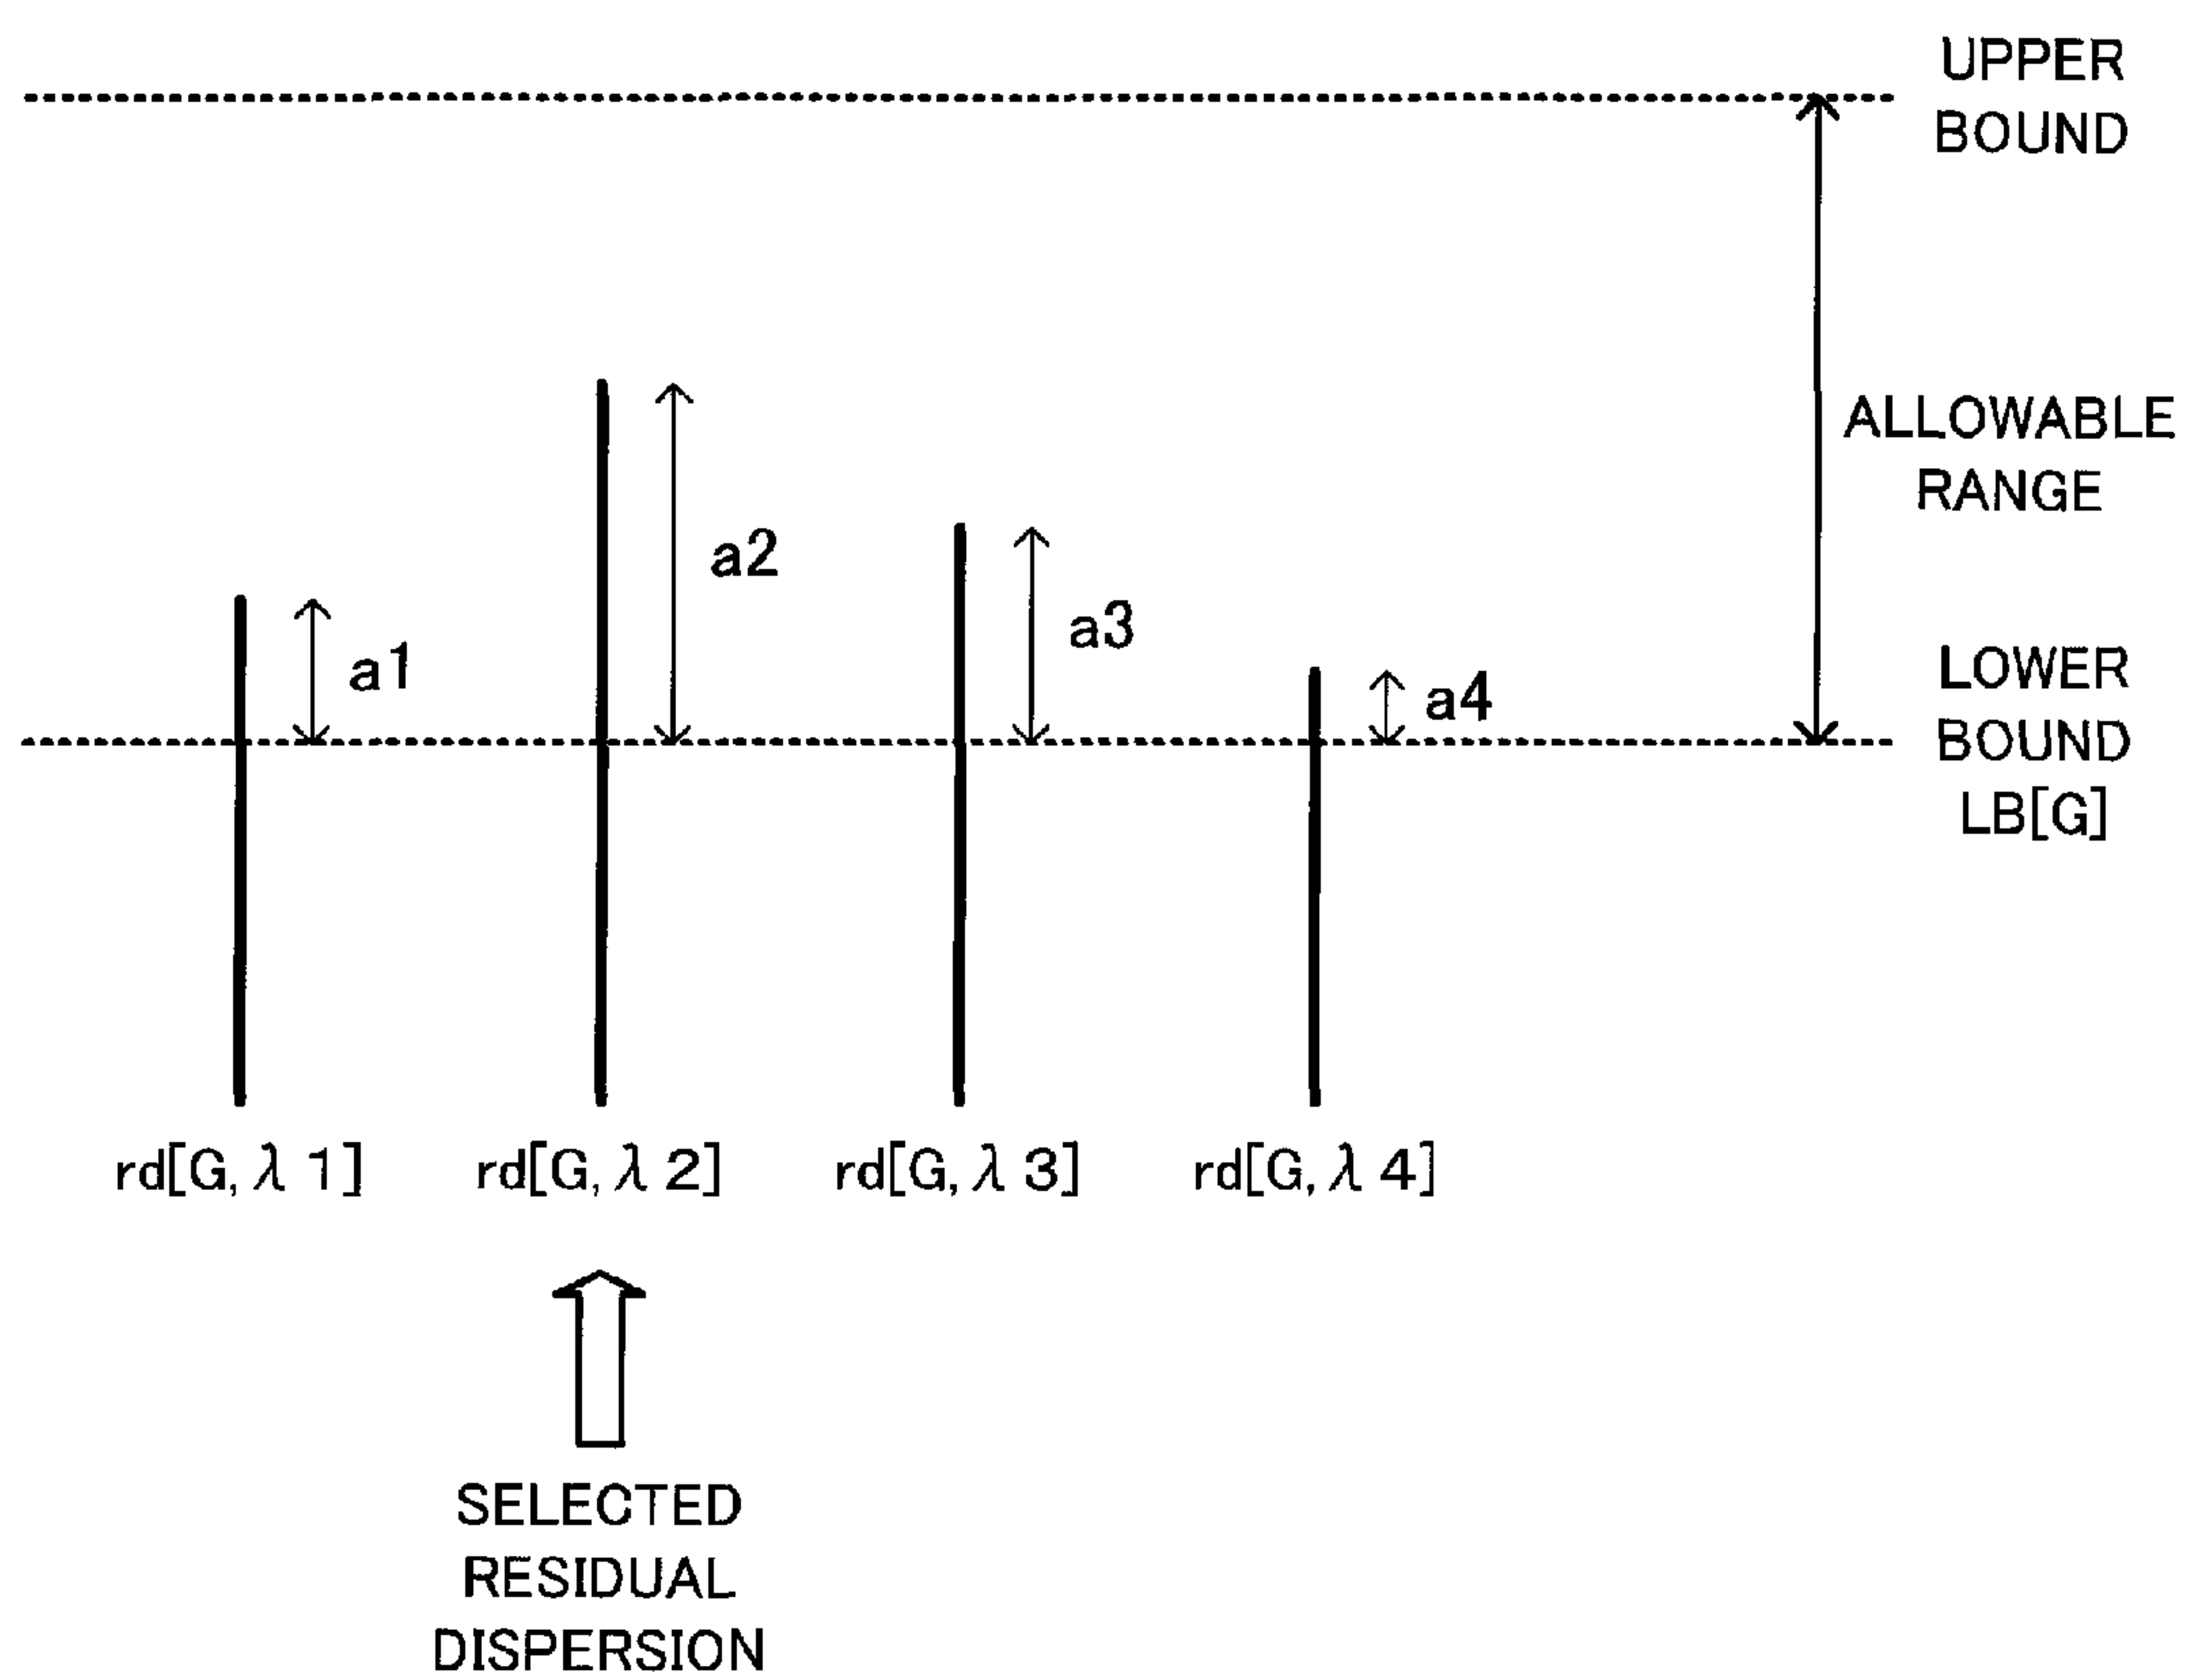 UPPER
BOUND
ALLOWABLE
RANGE
a2
a3
a1
a4
LOWER
BOUND
LB[G]
rd[G, λ 1]
rd[G, λ 2]
rd[G, λ 3]
rd[G, λ 4]
SELECTED
RESIDUAL
DISPERSION